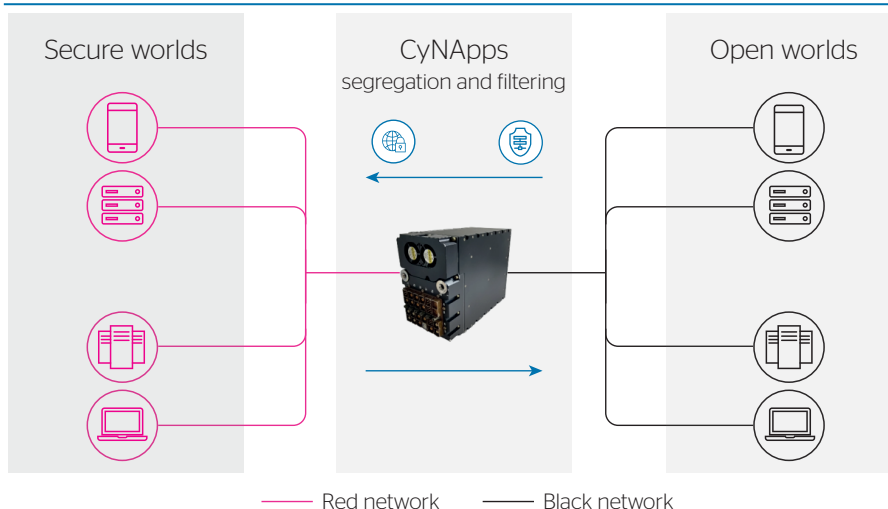 Secure worlds
CyNApps
segregation and filtering
Open worlds
Red network
Black network